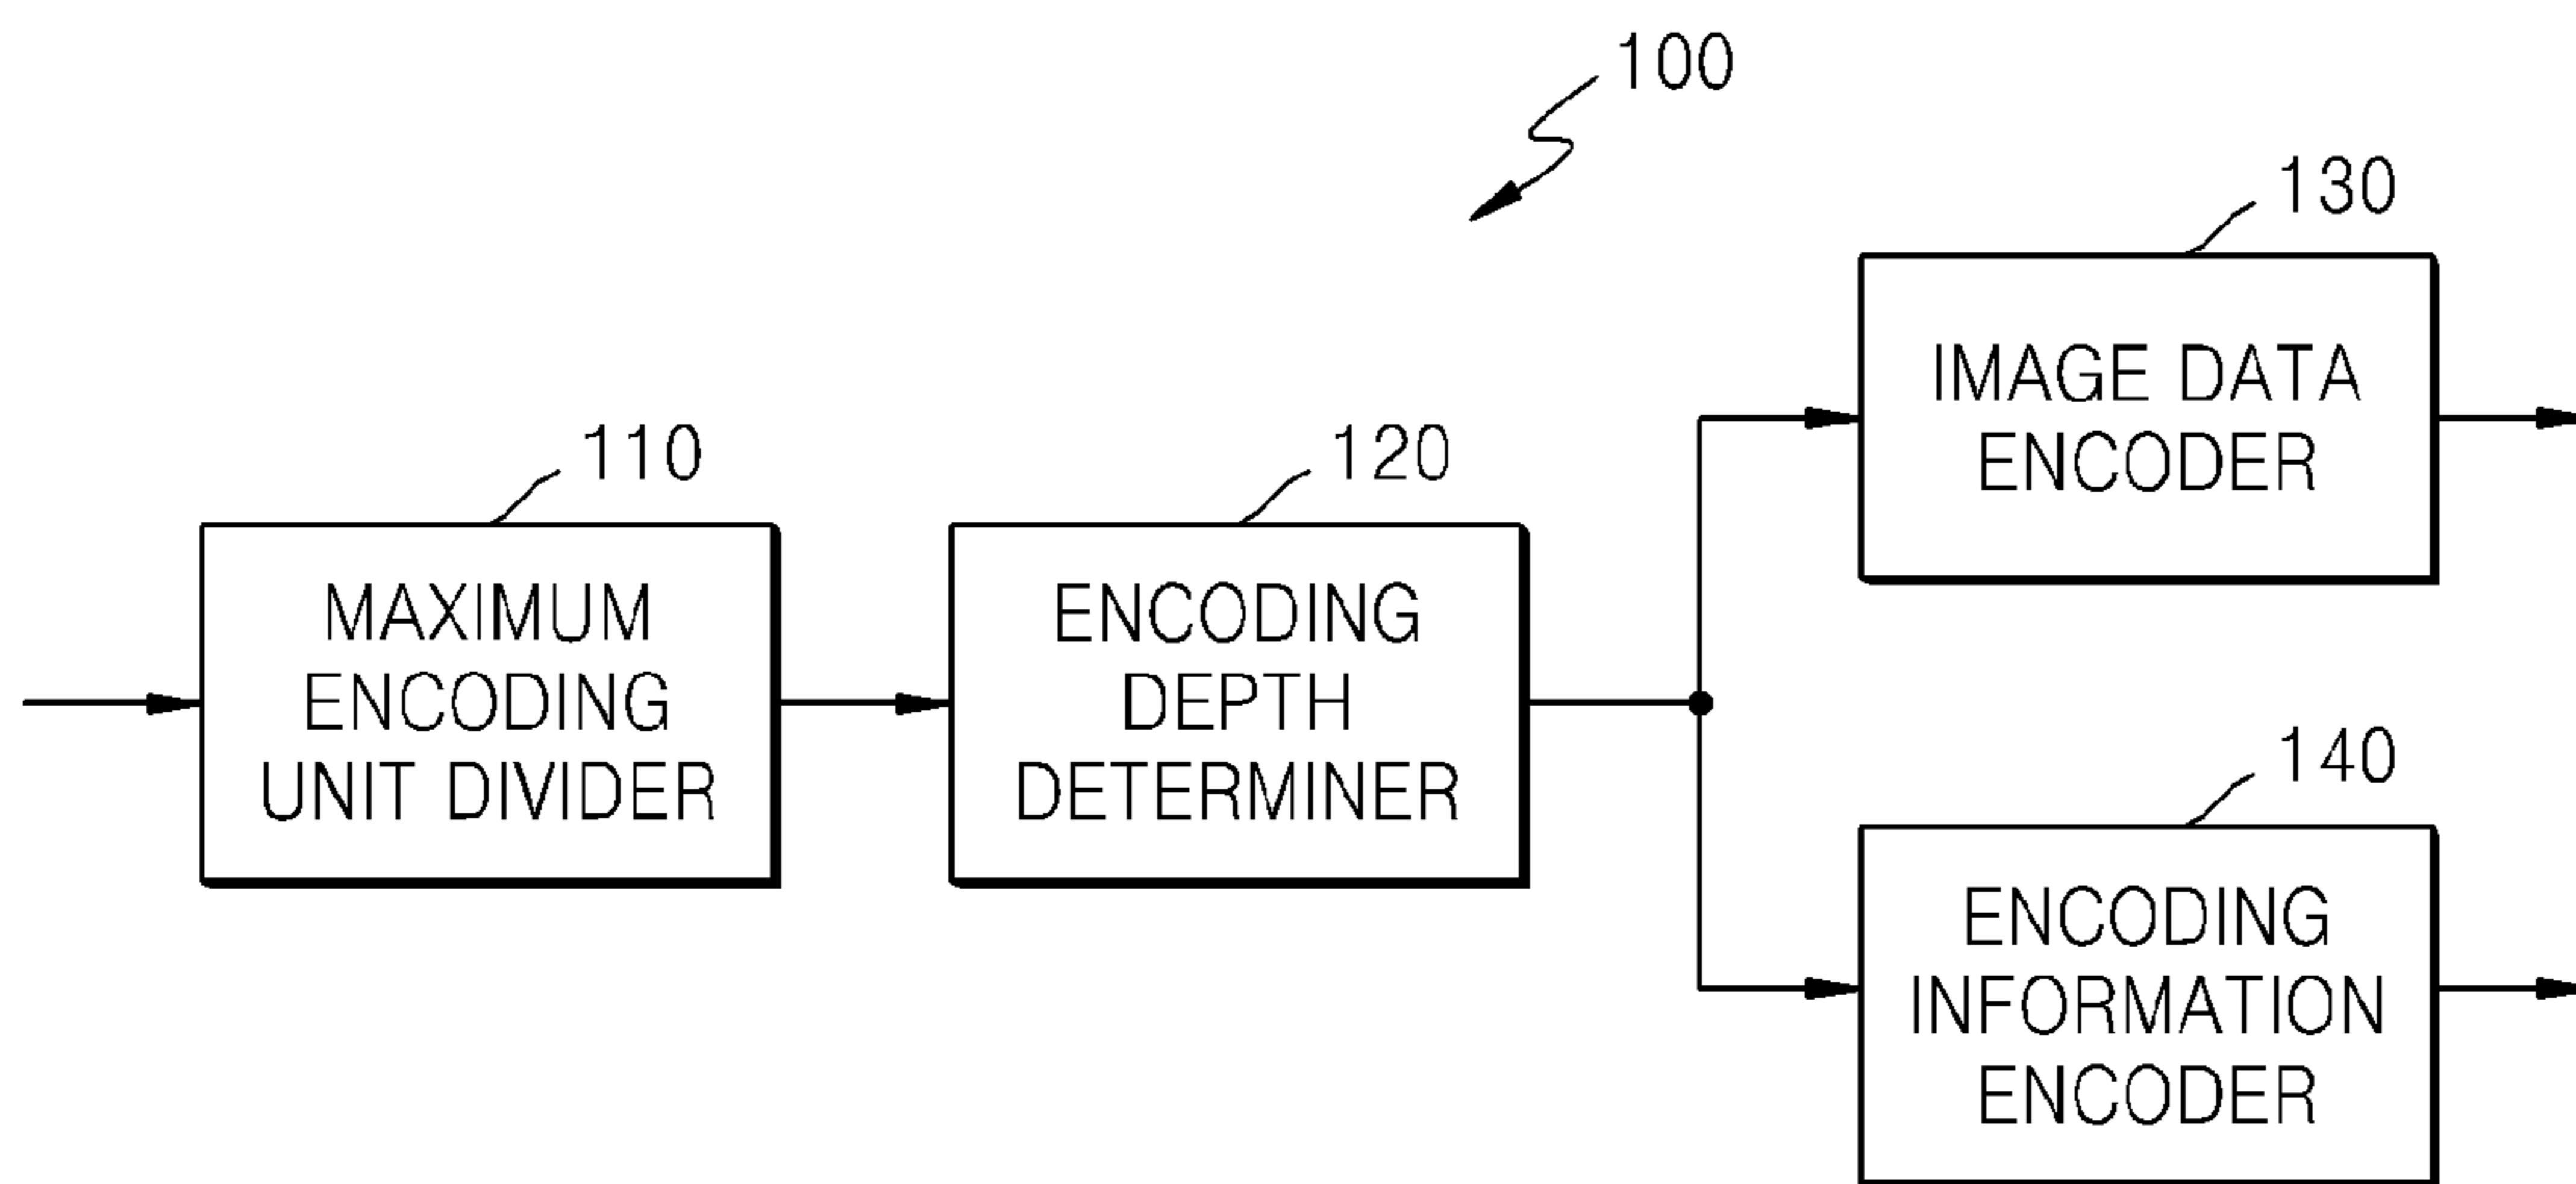 100
110
MAXIMUM
ENCODING
UNIT DIVIDER
120
ENCODING
DEPTH
DETERMINER
130
IMAGE DATA
ENCODER
140
ENCODING
INFORMATION
ENCODER